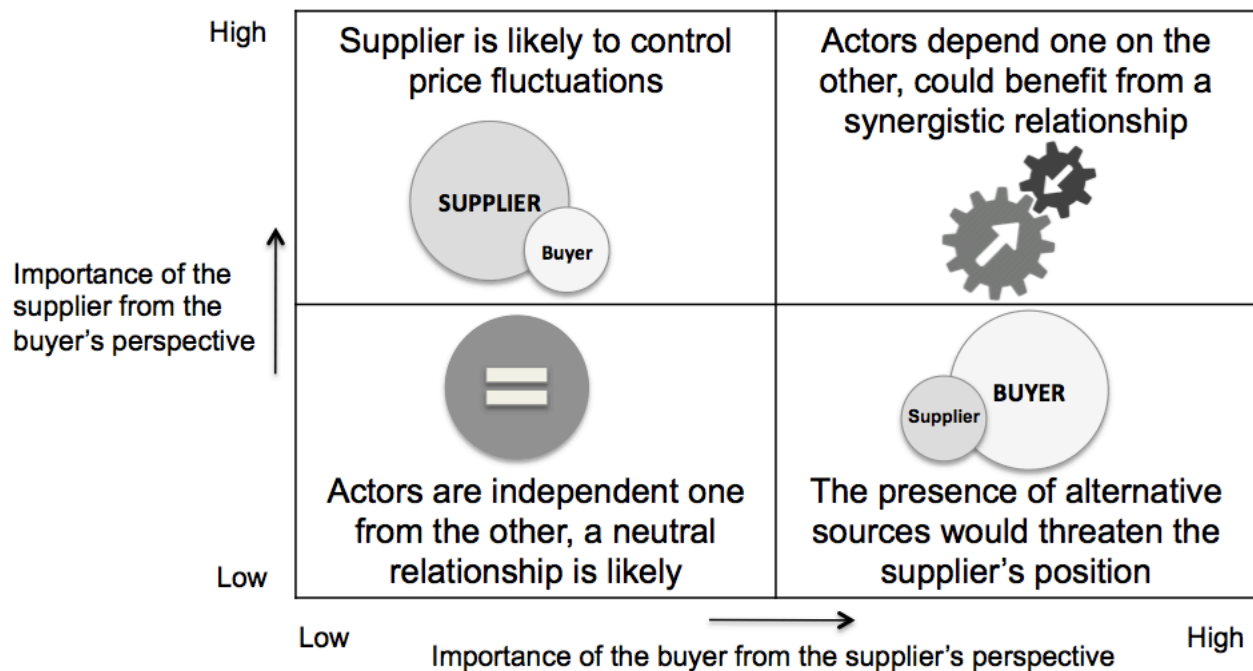 High
Supplier is likely to control
price fluctuations
SUPPLIER
Buyer
Actors depend one on the
other, could benefit from a
synergistic relationship
Importance of the
supplier from the
buyer’s perspective
Actors are independent one
from the other, a neutral
relationship is likely
Supplier
BUYER
The presence of alternative
sources would threaten the
supplier’s position
Low
Low
High
Importance of the buyer from the supplier’s perspective